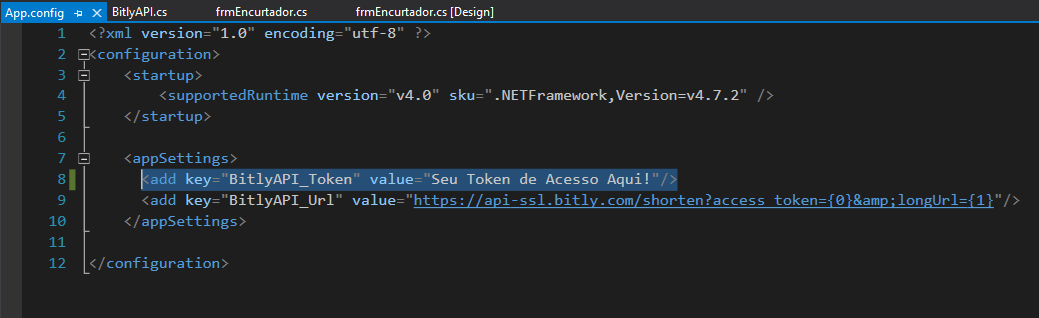 App.config BitlyAPI.cs frmEncurtador.cs frmEncurtador.cs [Design]
1 <?xml version="1.0" encoding="utf-8" ?>
2 <configuration>
3 <startup>
4 <supportedRuntime version="v4.0" sku=".NETFramework,Version=v4.7.2" />
5 </startup>
6
7 <appSettings>
8 <add key="BitlyAPI_Token" value="Seu Token de Acesso Aqui!"/>
9 <add key="BitlyAPI_Url" value="https://api-ssl.bitly.com/shorten?access_token={0}&amp;longUrl={1}"/>
10 </appSettings>
11
12 </configuration>